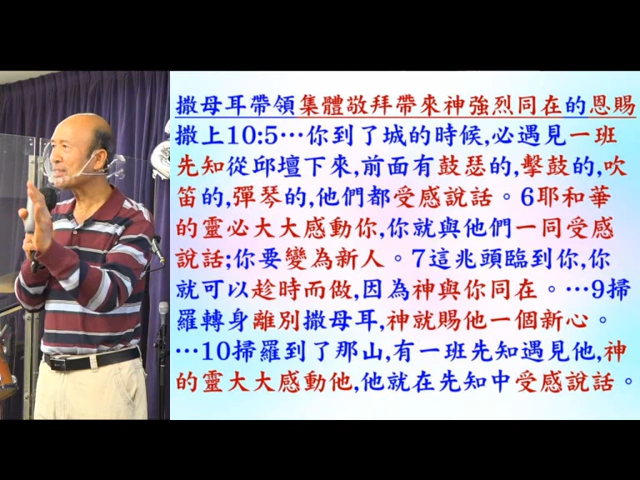 撒母耳帶領集體敬拜帶來神強烈同在的恩賜
撒上10:5…你到了城的時候,必遇見一班
先知從邱壇下來,前面有鼓瑟的,擊鼓的,吹
笛的,彈琴的,他們都受感說話。6耶和華
的靈必大大感動你,你就與他們一同受感
說話;你要變為新人。7這兆頭臨到你,你
就可以趁時而做,因為神與你同在。…9掃
羅轉身離別撒母耳,神就賜他一個新心。
…10掃羅到了那山,有一班先知遇見他,神
的靈大大感動他,他就在先知中受感說話。